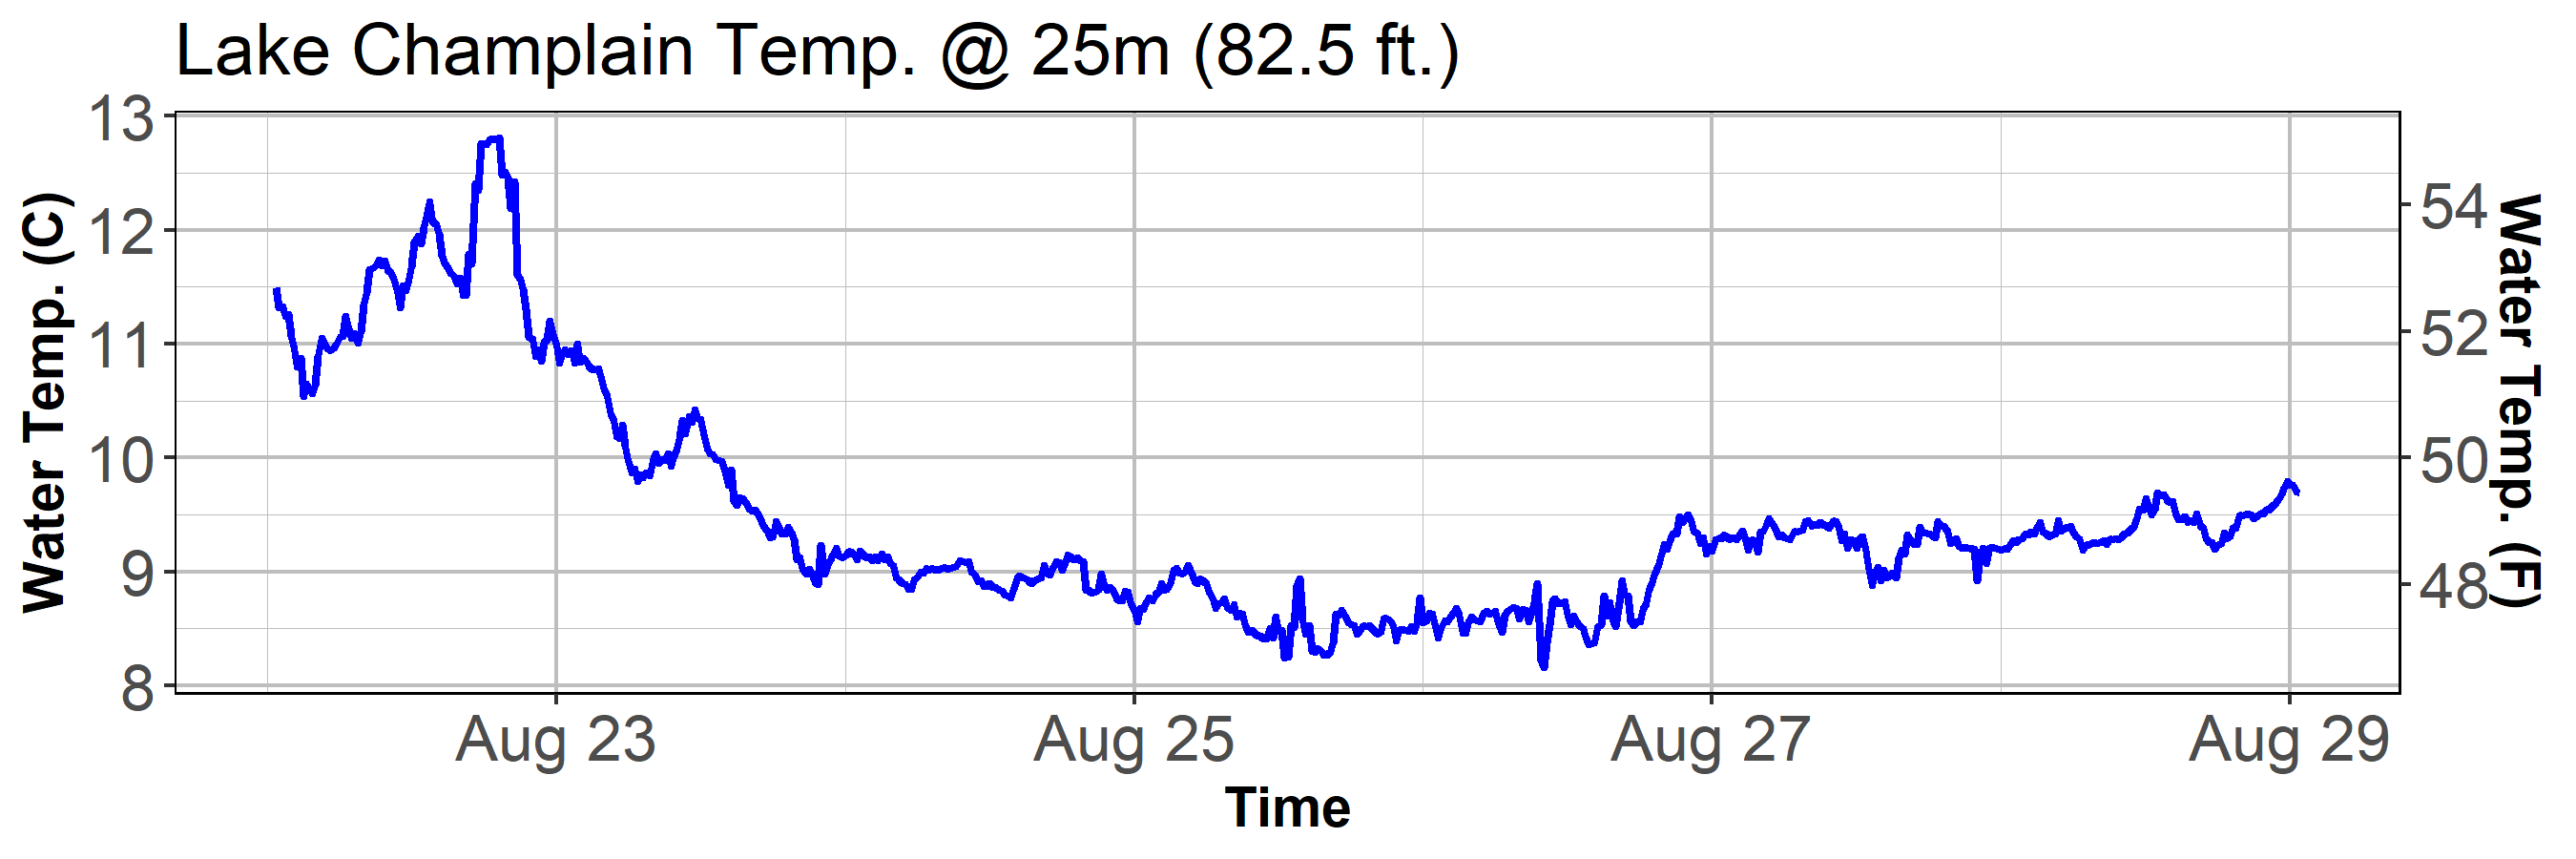 Lake Champlain Temp. @ 25m (82.5 ft.)
Water Temp. (C)
13
12
11
10
9
8
54
52
50
48
Water Temp. (F)
Aug 23
Aug 25
Aug 27
Aug 29
Time